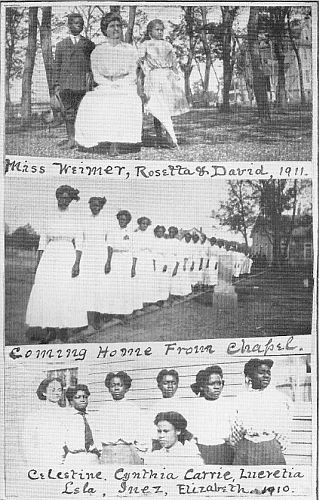 Miss Weimer, Rosetta & David, 1911.
Coming Home From Chapel.
Celestine, Cynthia Carrie, Lucretia
Lela, Inez, Elizabeth, 1910.